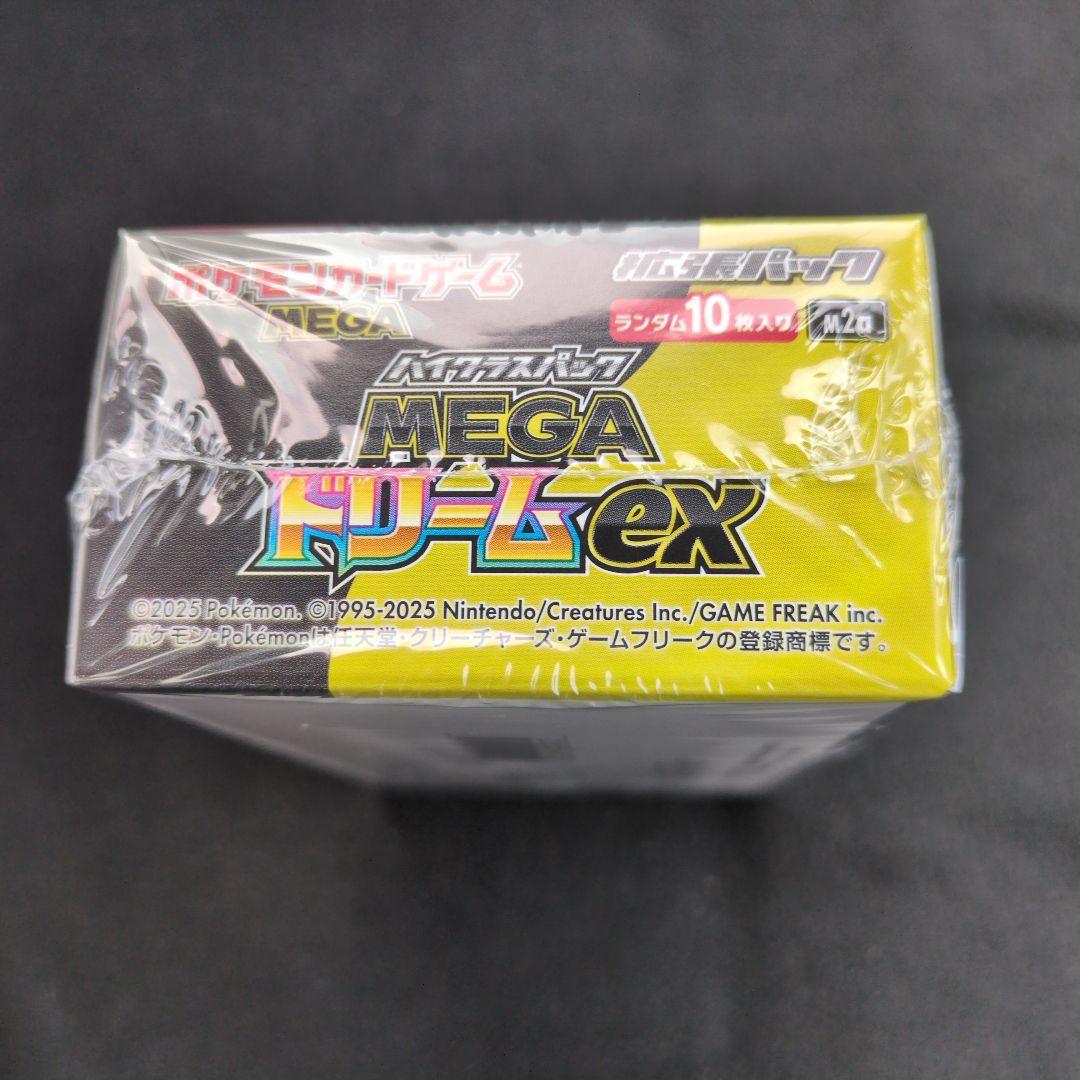 ポケモンカードゲーム
MEGA
拡張パック
ランダム10枚入り
M2a
ハイクラスパック
MEGA
ドリームex
©2025 Pokémon. ©1995-2025 Nintendo/Creatures Inc./GAME FREAK inc.
ポケモン・Pokémonは任天堂・クリーチャーズ・ゲームフリークの登録商標です。